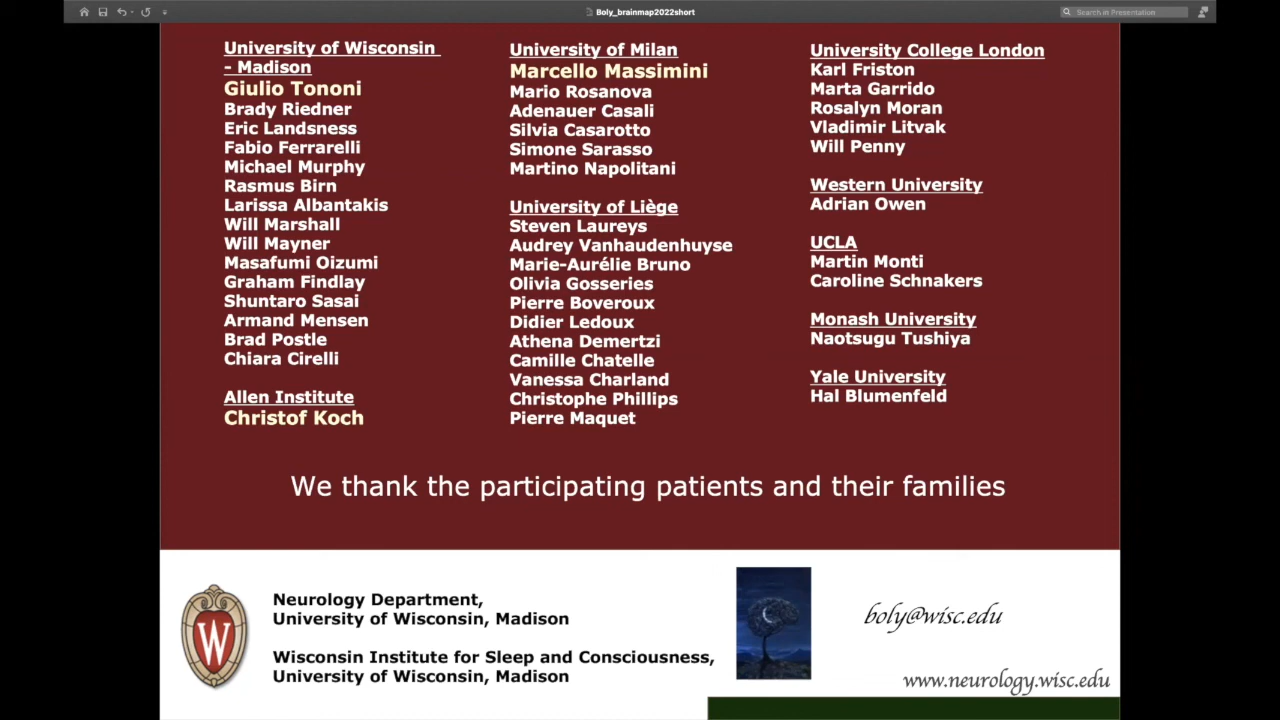 Boly_brainmap2022short
Search in Presentation
University of Wisconsin
- Madison
Giulio Tononi
Brady Riedner
Eric Landsness
Fabio Ferrarelli
Michael Murphy
Rasmus Birn
Larissa Albantakis
Will Marshall
Will Mayner
Masafumi Oizumi
Graham Findlay
Shuntaro Sasai
Armand Mensen
Brad Postle
Chiara Cirelli
Allen Institute
Christof Koch
University of Milan
Marcello Massimini
Mario Rosanova
Adenauer Casali
Silvia Casarotto
Simone Sarasso
Martino Napolitani
University of Liège
Steven Laureys
Audrey Vanhaudenhuyse
Marie-Aurélie Bruno
Olivia Gosseries
Pierre Boveroux
Didier Ledoux
Athena Demertzi
Camille Chatelle
Vanessa Charland
Christophe Phillips
Pierre Maquet
University College London
Karl Friston
Marta Garrido
Rosalyn Moran
Vladimir Litvak
Will Penny
Western University
Adrian Owen
UCLA
Martin Monti
Caroline Schnakers
Monash University
Naotsugu Tushiya
Yale University
Hal Blumenfeld
We thank the participating patients and their families
W
Neurology Department,
University of Wisconsin, Madison
Wisconsin Institute for Sleep and Consciousness,
University of Wisconsin, Madison
boly@wisc.edu
www.neurology.wisc.edu